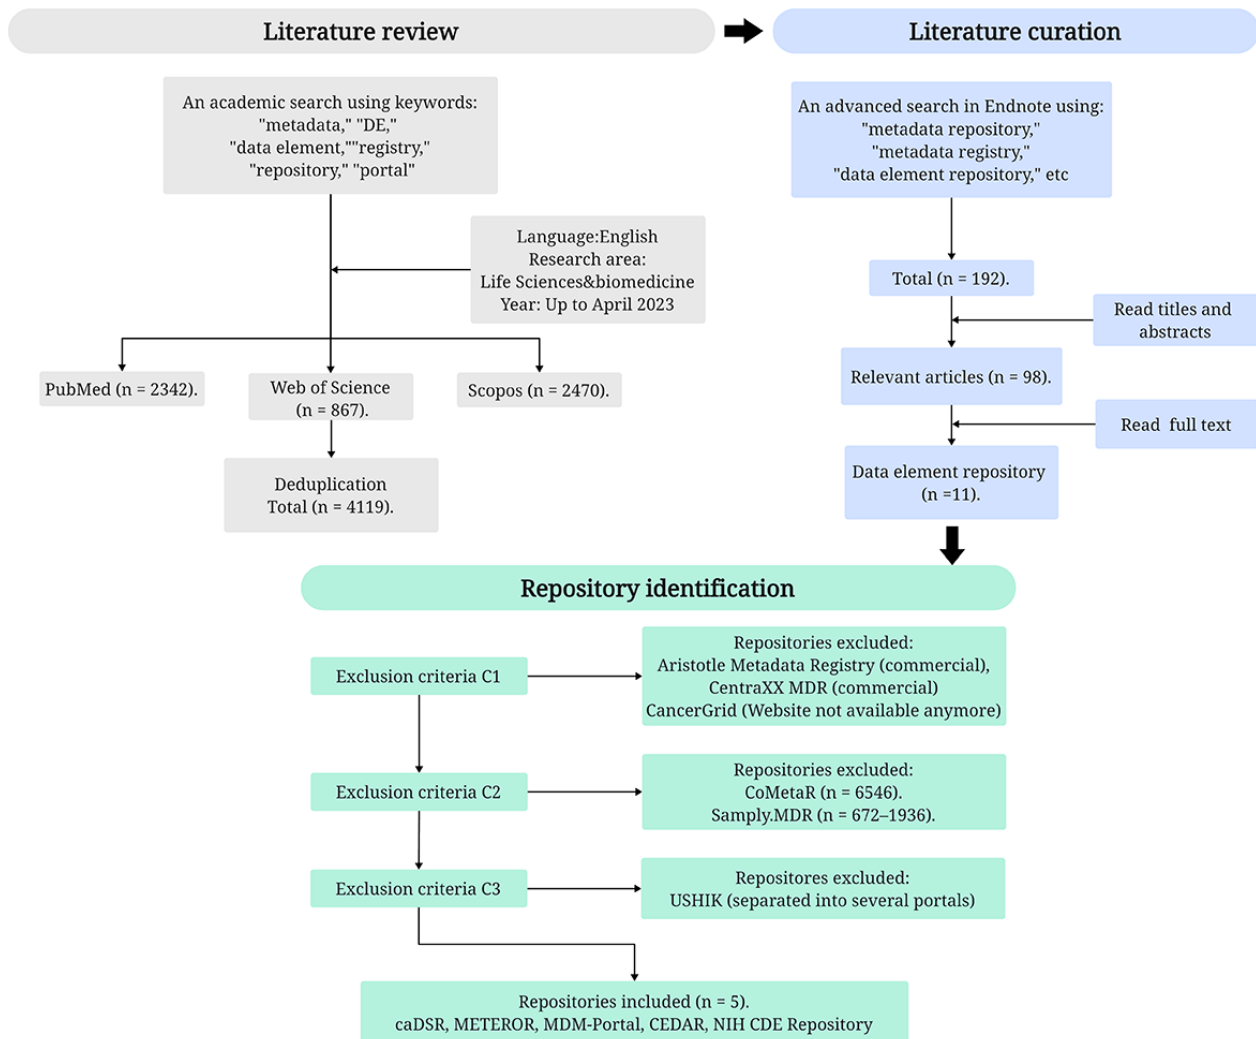 Literature review
An academic search using keywords:
"metadata," "DE,"
"data element,""registry,"
"repository," "portal"
Language:English
Research area:
Life Sciences&biomedicine
Year: Up to April 2023
PubMed (n = 2342).
Web of Science
(n = 867).
Scopos (n = 2470).
Deduplication
Total (n = 4119).
Literature curation
An advanced search in Endnote using:
"metadata repository,"
"metadata registry,"
"data element repository," etc
Total (n = 192).
Read titles and
abstracts
Relevant articles (n = 98).
Read full text
Data element repository
(n =11).
Repository identification
Exclusion criteria C1
Repositories excluded:
Aristotle Metadata Registry (commercial),
CentraXX MDR (commercial)
CancerGrid (Website not available anymore)
Exclusion criteria C2
Repositories excluded:
CoMetaR (n = 6546).
Samply.MDR (n = 672–1936).
Exclusion criteria C3
Repositores excluded:
USHIK (separated into several portals)
Repositories included (n = 5).
caDSR, METEROR, MDM-Portal, CEDAR, NIH CDE Repository